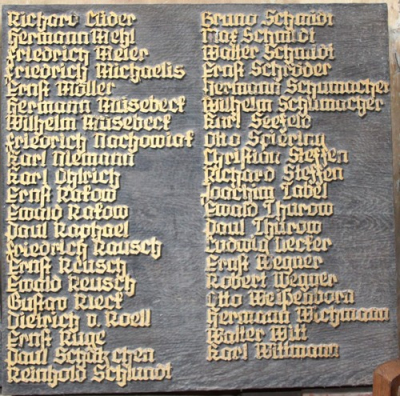 Richard Lüder
Hermann Mehl
Friedrich Meier
Friedrich Michaelis
Ernst Möller
Hermann Müsebeck
Wilhelm Müsebeck
Friedrich Nachowiak
Karl Niemann
Karl Ohlrich
Ernst Rakow
Ewald Rakow
Paul Raphael
Friedrich Rausch
Ernst Reusch
Ewald Reusch
Gustav Rieck
Dietrich v. Roell
Ernst Ruge
Paul Schätzchen
Reinhold Schlundt
Bruno Schmidt
Max Schmidt
Walter Schmidt
Ernst Schröder
Hermann Schumacher
Wilhelm Schumacher
Kurt Seefeld
Otto Spiering
Christian Steffen
Richard Steffen
Joachim Tabel
Ewald Thurow
Paul Thurow
Ludwig Uecker
Ernst Wegner
Robert Wegner
Otto Weißenborn
Hermann Wichmann
Walter Witt
Karl Wittmann